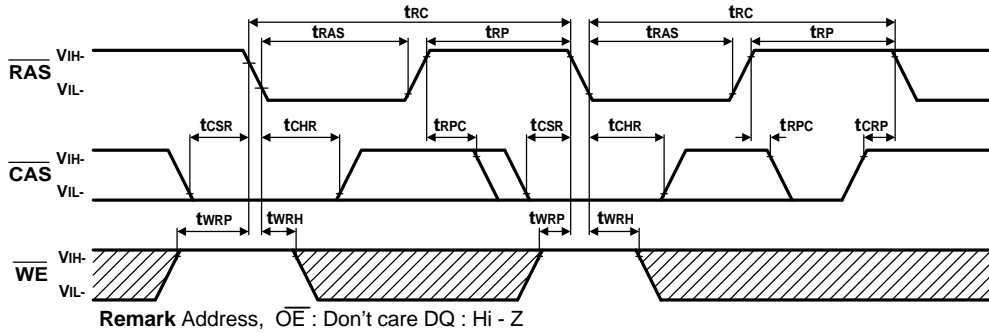 tRC tRC
tRAS tRP tRAS tRP
RAS VIH-
VIL-
tCSR tCHR tRPC tCSR tCHR tRPC tCRP
CAS VIH-
VIL-
tWRP tWRH tWRP tWRH
WE VIH-
VIL-
Remark Address, OE : Don't care DQ : Hi - Z